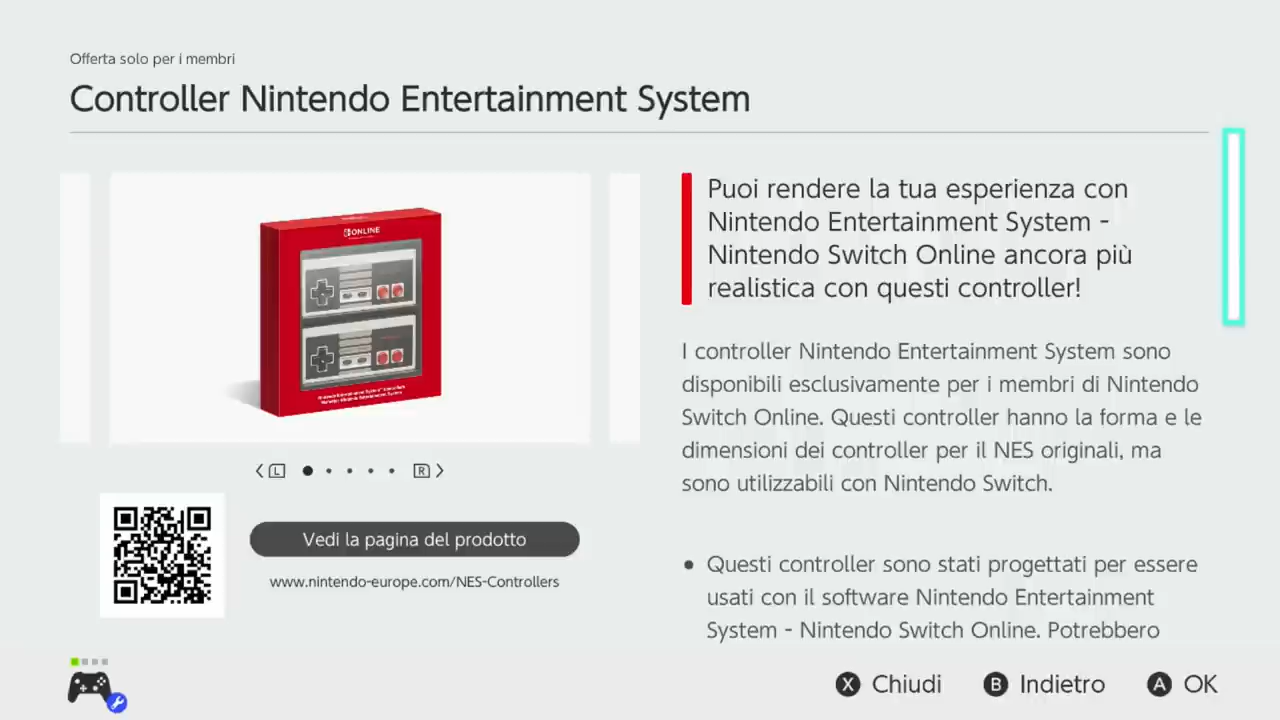 Offerta solo per i membri
Controller Nintendo Entertainment System
ONLINE
Puoi rendere la tua esperienza con
Nintendo Entertainment System -
Nintendo Switch Online ancora più
realistica con questi controller!
I controller Nintendo Entertainment System sono
disponibili esclusivamente per i membri di Nintendo
Switch Online. Questi controller hanno la forma e le
dimensioni dei controller per il NES originali, ma
sono utilizzabili con Nintendo Switch.
L
R
Vedi la pagina del prodotto
www.nintendo-europe.com/NES-Controllers
• Questi controller sono stati progettati per essere
usati con il software Nintendo Entertainment
System - Nintendo Switch Online. Potrebbero
X Chiudi
B Indietro
A OK